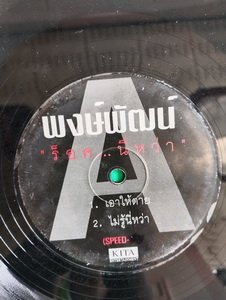 A
พงษ์พัฒน์
"ร็อค...นี่หว่า"
1. เอาให้ตาย
2. ไม่รู้นี่หว่า
(SPEED-
KITA